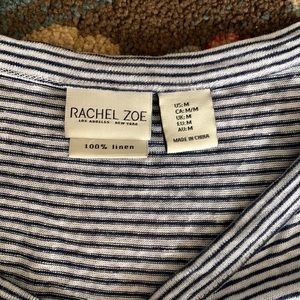 RACHEL ZOE
LOS ANGELES NEW YORK
100% linen
US: M
CA: M/M
UK: M
EU: M
AU: M
MADE IN CHINA